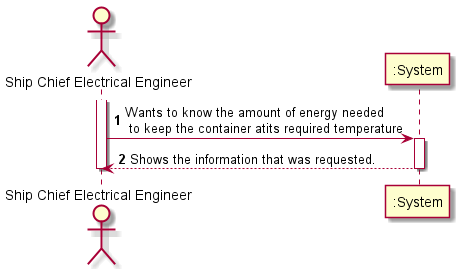 Ship Chief Electrical Engineer
:System
1 Wants to know the amount of energy needed
to keep the container atits required temperature
2 Shows the information that was requested.
Ship Chief Electrical Engineer
:System